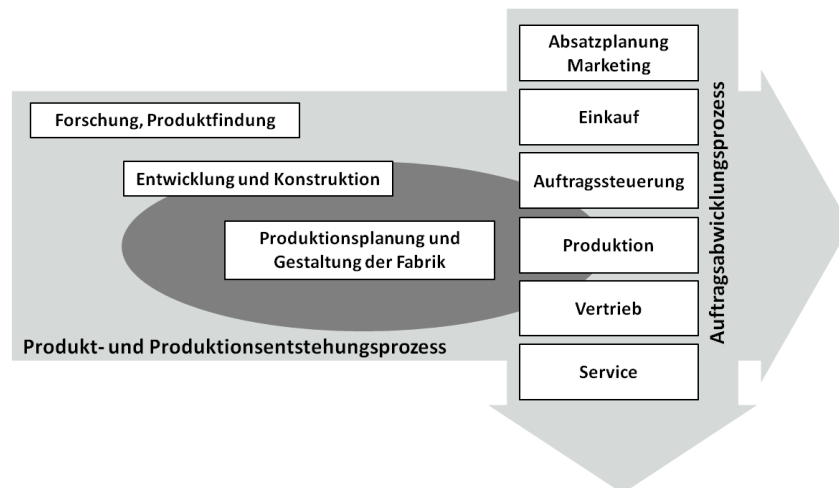 Absatzplanung
Marketing
Einkauf
Forschung, Produktfindung
Entwicklung und Konstruktion
Auftragssteuerung
Produktionsplanung und
Gestaltung der Fabrik
Produktion
Vertrieb
Produkt- und Produktionsentstehungsprozess
Service
Auftragsabwicklungsprozess